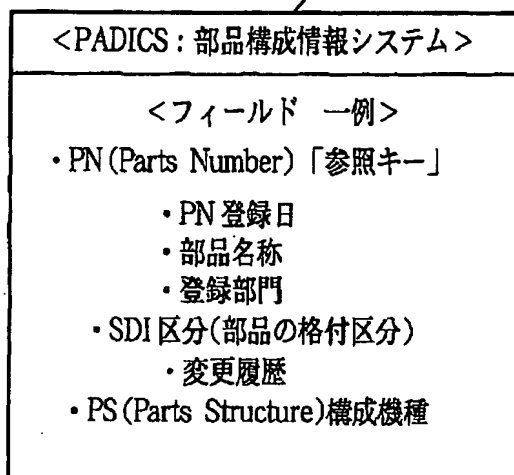 <PADICS：部品構成情報システム>
<フィールド 一例>
・PN(Parts Number)「参照キー」
・PN登録日
・部品名称
・登録部門
・SDI区分(部品の格付区分)
・変更履歴
・PS(Parts Structure)構成機種